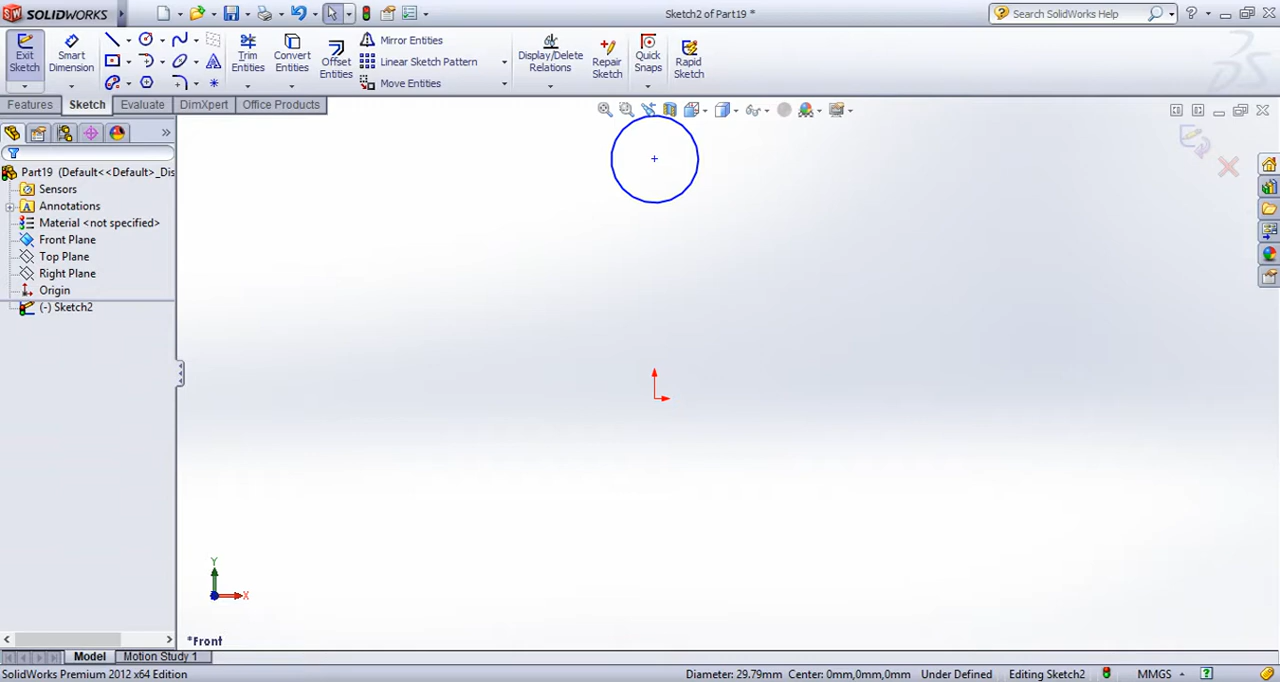 SOLIDWORKS
Sketch2 of Part19 *
Search SolidWorks Help
Exit
Sketch
Smart
Dimension
Trim
Entities
Convert
Entities
Offset
Entities
Mirror Entities
Linear Sketch Pattern
Move Entities
Display/Delete
Relations
Repair
Sketch
Quick
Snaps
Rapid
Sketch
Features
Sketch
Evaluate
DimXpert
Office Products
Part19 (Default<<Default>_Dis
Sensors
Annotations
Material <not specified>
Front Plane
Top Plane
Right Plane
Origin
(-) Sketch2
Y
X
*Front
Model
Motion Study 1
SolidWorks Premium 2012 x64 Edition
Diameter: 29.79mm Center: 0mm,0mm,0mm Under Defined Editing Sketch2 MMGS